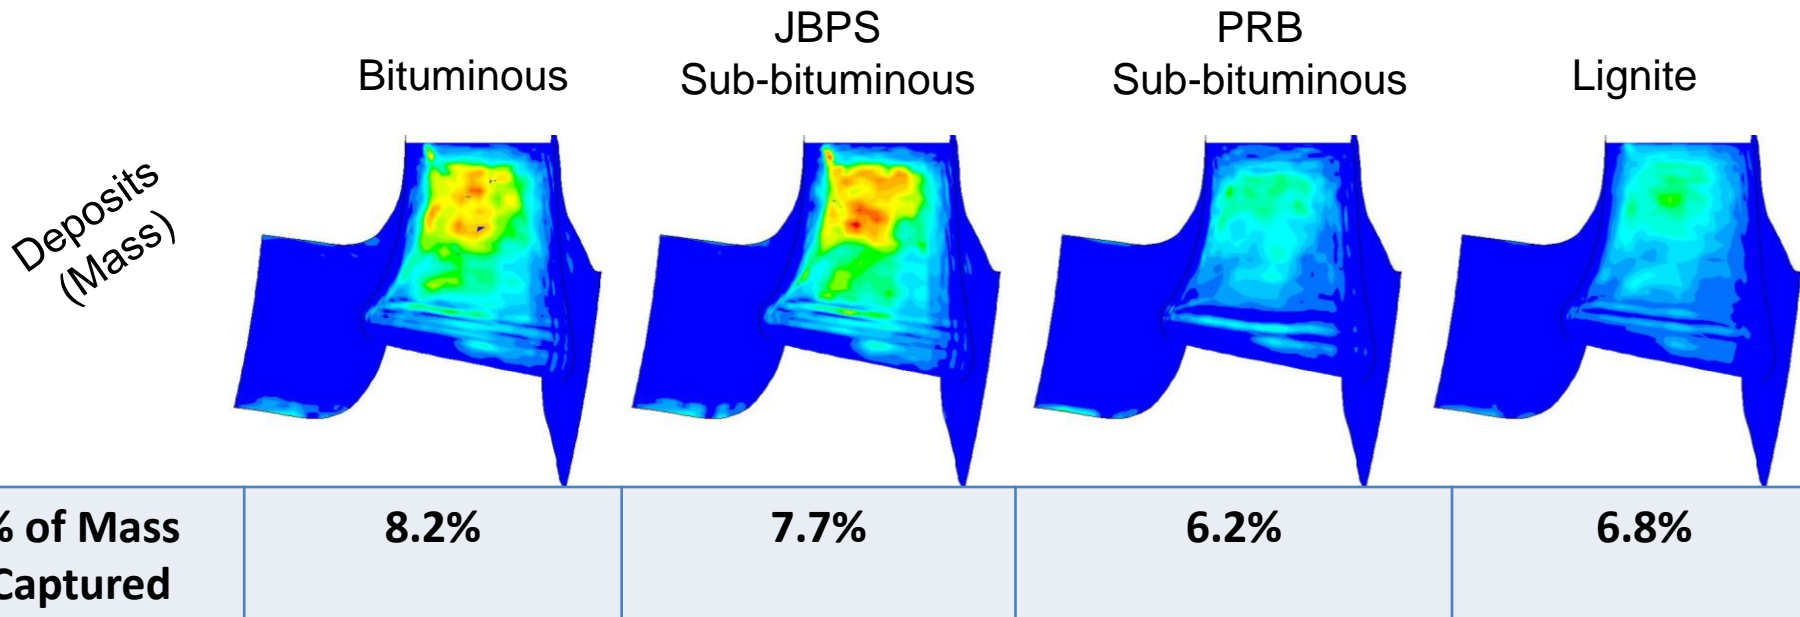 JBPS
PRB
Bituminous
Sub-bituminous
Sub-bituminous
Lignite
Deposits
(Mass)
% of Mass
Captured
8.2%
7.7%
6.2%
6.8%